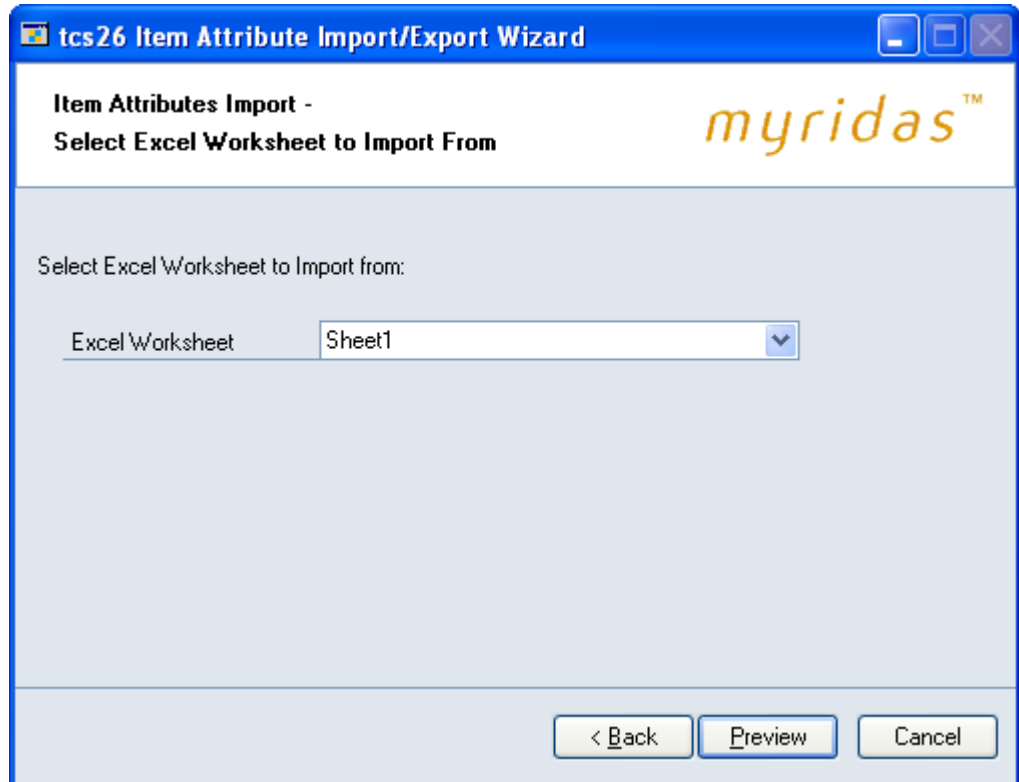 tcs26 Item Attribute Import/Export Wizard
Item Attributes Import -
Select Excel Worksheet to Import From
myridas™
Select Excel Worksheet to Import from:
Excel Worksheet Sheet1
< Back Preview Cancel